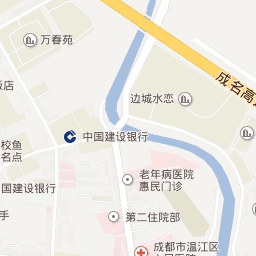 万春苑
成名高
饭店
边城水恋
中国建设银行
校鱼
名点
老年病医院
惠民门诊
国建设银行
手
第二住院部
成都市温江区